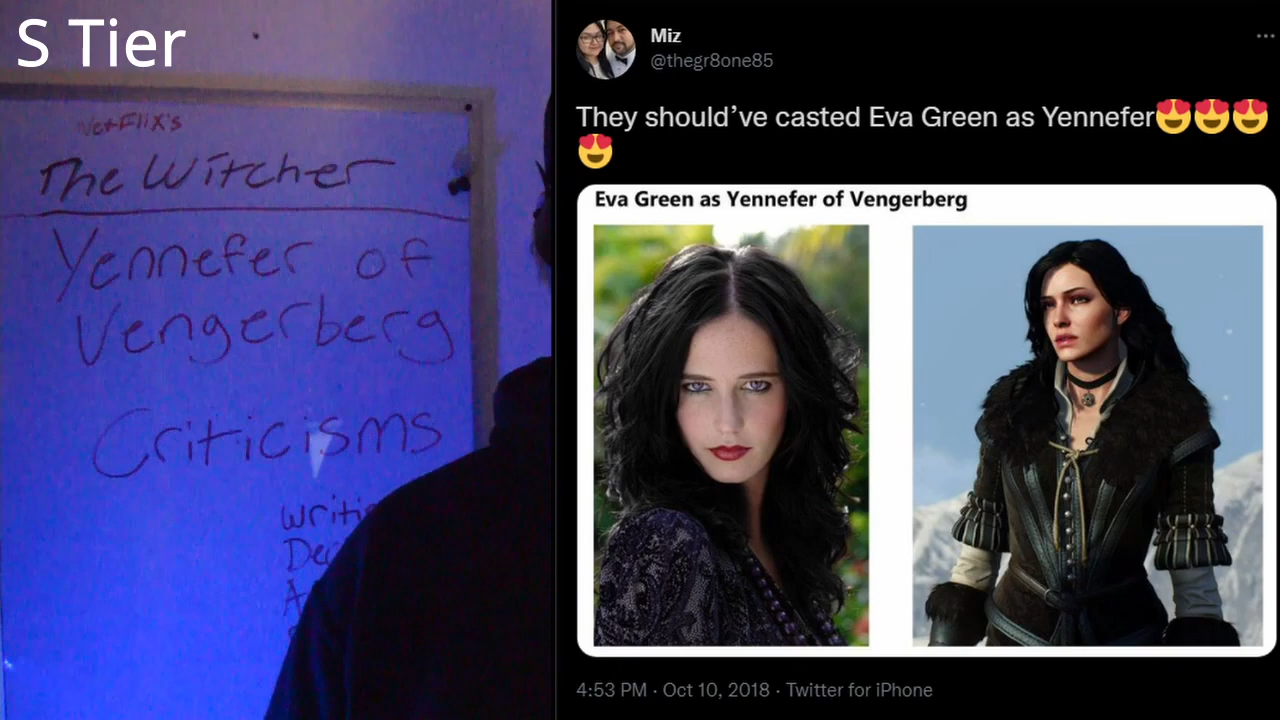 S Tier
Netflix's
The Witcher
Yennefer of
Vengerberg
Criticisms
Miz
@thegr8one85
They should’ve casted Eva Green as Yennefer😍😍😍
😍
Eva Green as Yennefer of Vengerberg
4:53 PM · Oct 10, 2018 · Twitter for iPhone